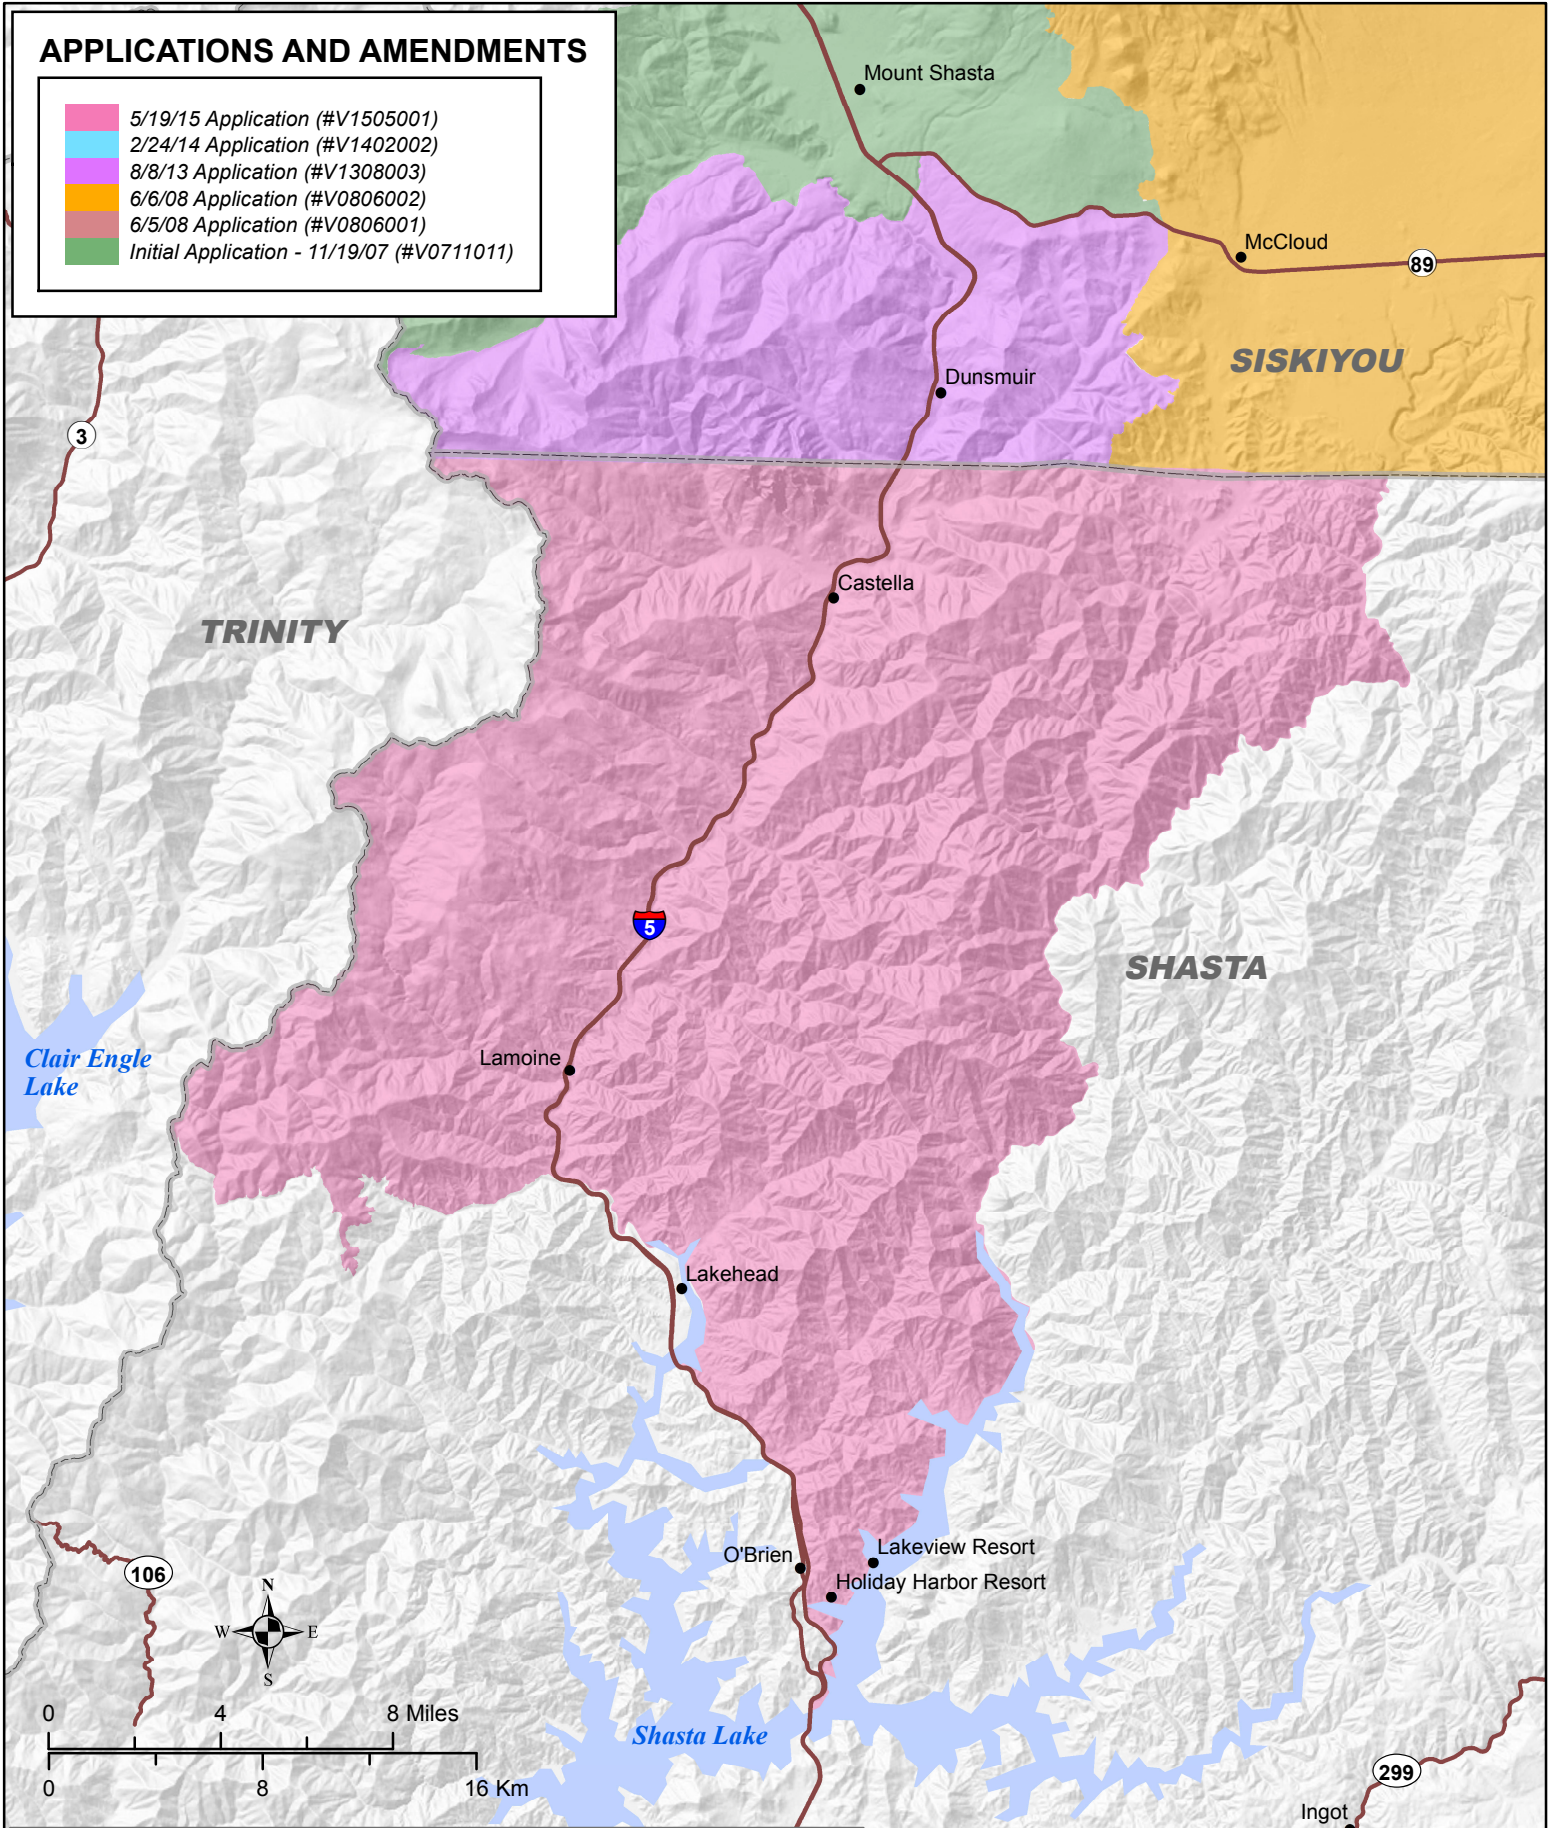 APPLICATIONS AND AMENDMENTS
5/19/15 Application (#V1505001)
2/24/14 Application (#V1402002)
8/8/13 Application (#V1308003)
6/6/08 Application (#V0806002)
6/5/08 Application (#V0806001)
Initial Application - 11/19/07 (#V0711011)
Mount Shasta
McCloud
89
SISKIYOU
Dunsmuir
3
Castella
TRINITY
5
SHASTA
Clair Engle
Lake
Lamoine
Lakehead
O'Brien
Lakeview Resort
Holiday Harbor Resort
106
N
W E
S
0 4 8 Miles
Shasta Lake
0 8 16 Km
299
Ingot